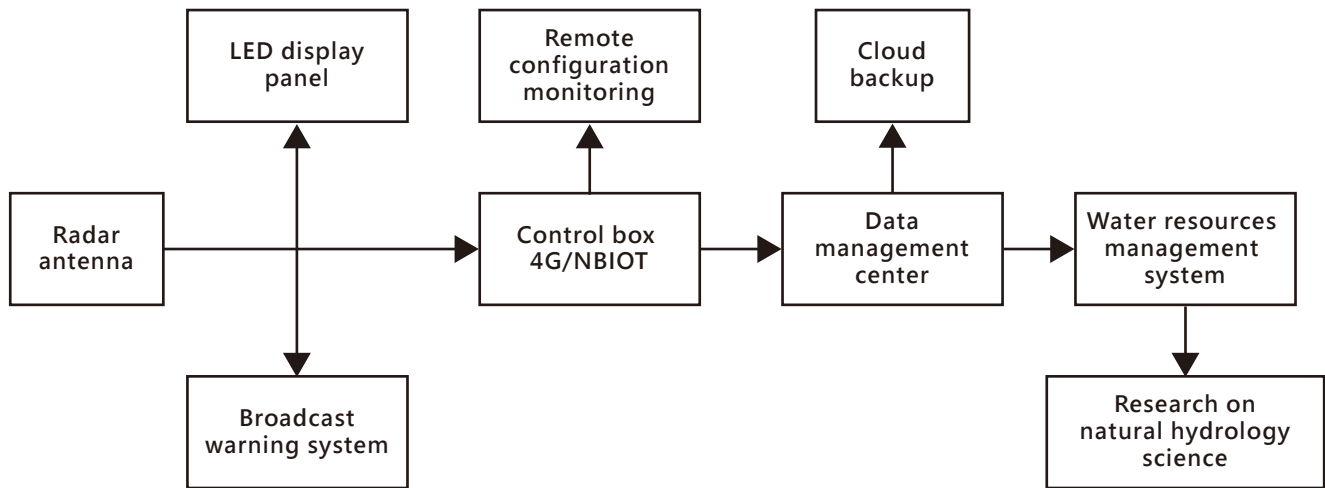 LED display
panel
Remote
configuration
monitoring
Cloud
backup
Radar
antenna
Control box
4G/NBIOT
Data
management
center
Water resources
management
system
Broadcast
warning system
Research on
natural hydrology
science